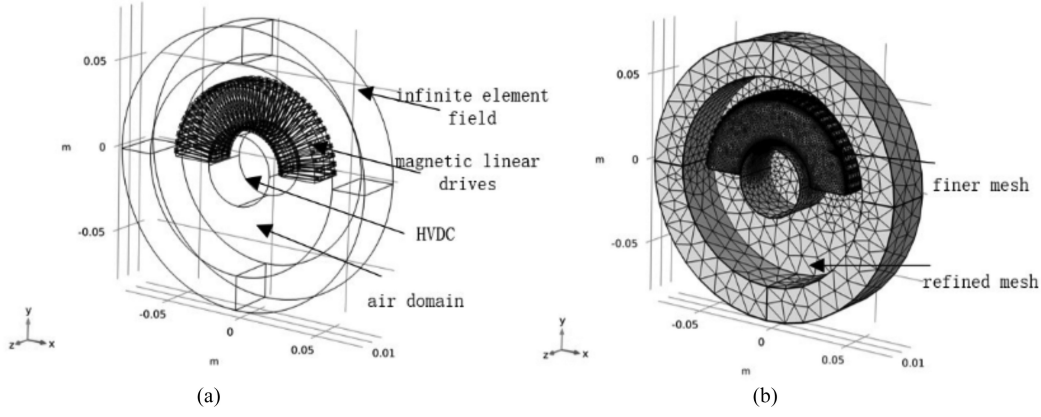 0.05
m
0
-0.05
-0.05
0
0.05
0.01
m
y
z
x
infinite element
field
magnetic linear
drives
HVDC
air domain
(a)
0.05
m
0
-0.05
-0.05
0
0.05
0.01
m
y
z
x
finer mesh
refined mesh
(b)